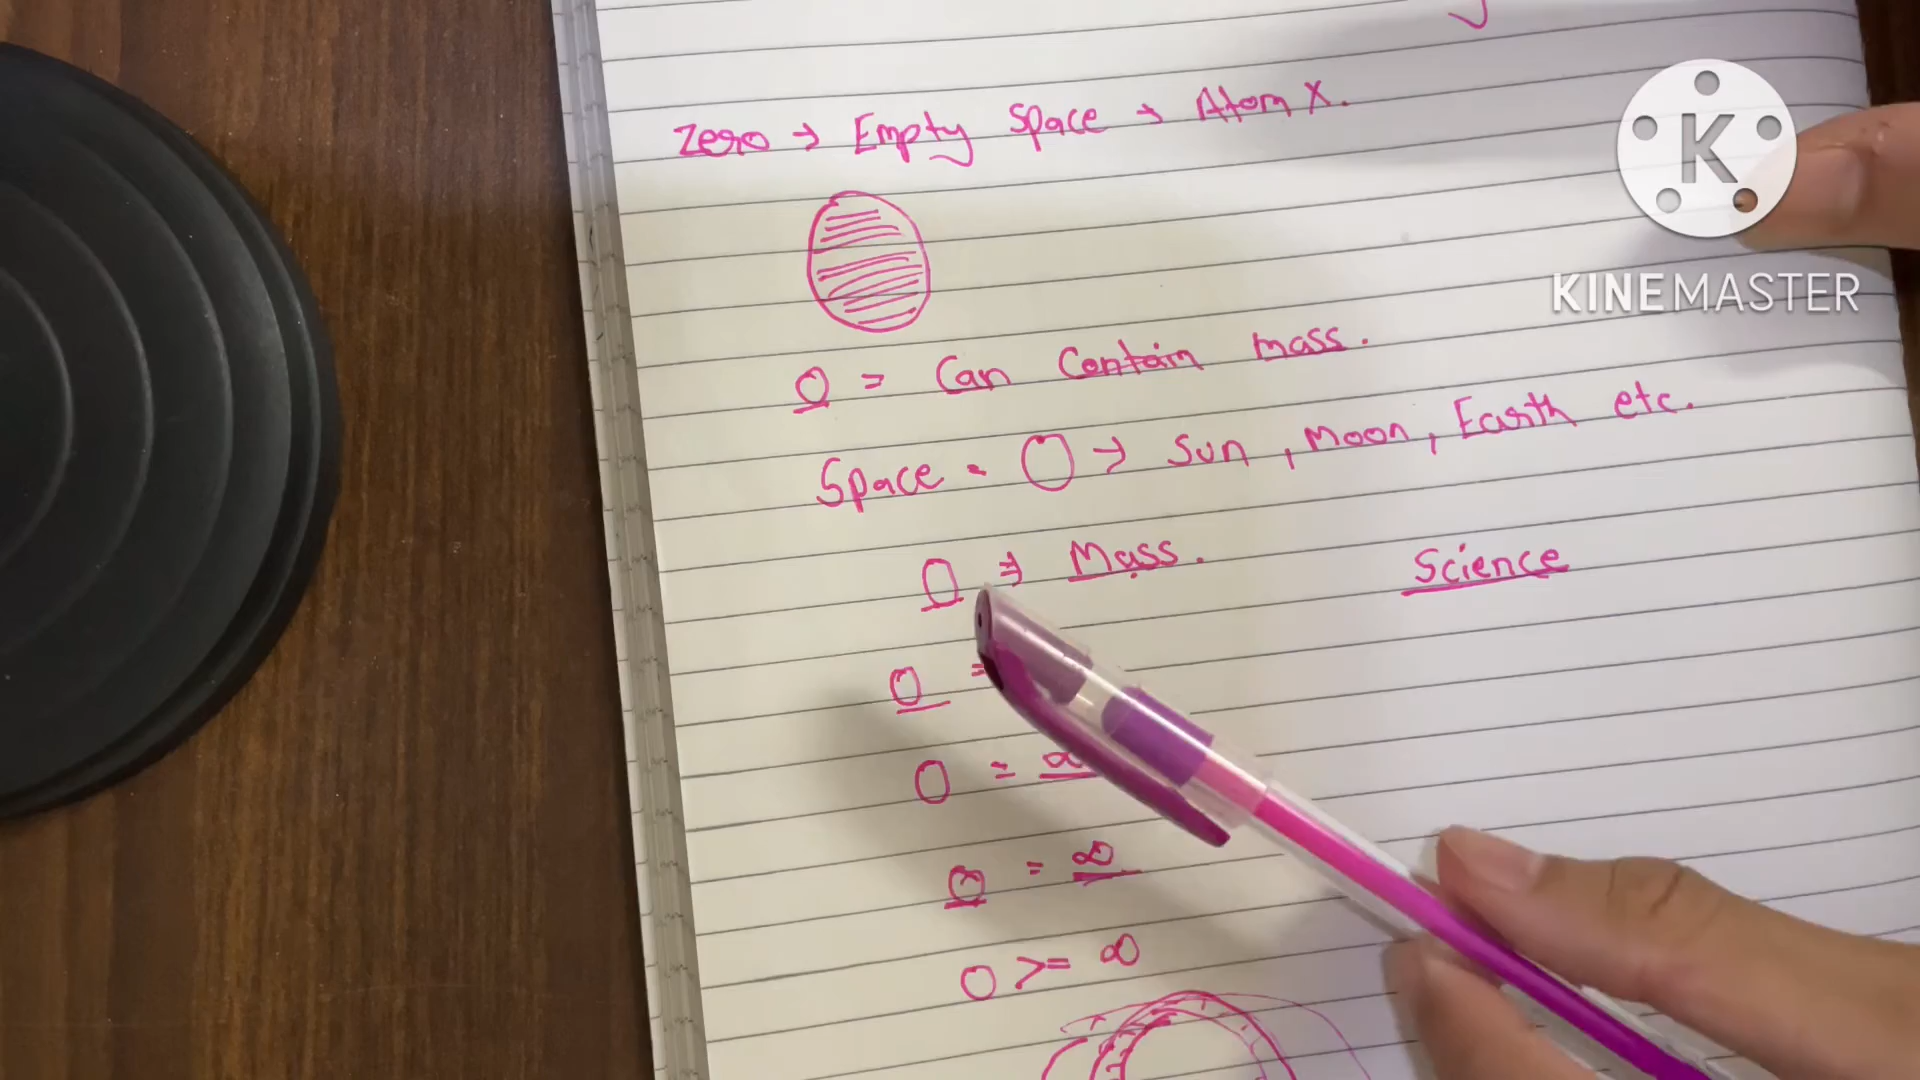 Zero → Empty Space → Atom X.
K
KINEMASTER
0 = Can Contain mass.
Space = 0 → Sun, Moon, Earth etc.
0 ⇒ Mass.
Science
0 =
0 = ∞
= ∞
0 >= ∞